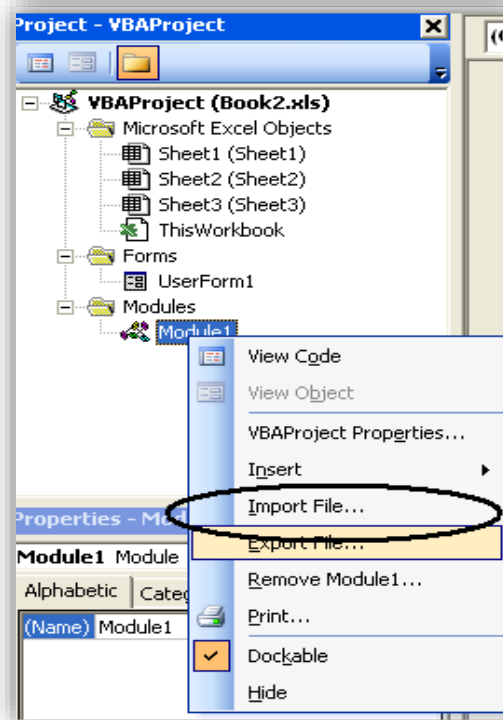 Project - VBAProject
VBAProject (Book2.xls)
Microsoft Excel Objects
Sheet1 (Sheet1)
Sheet2 (Sheet2)
Sheet3 (Sheet3)
ThisWorkbook
Forms
UserForm1
Modules
Module1
View Code
View Object
VBAProject Properties...
Insert
Import File...
Export File...
Remove Module1...
Print...
Dockable
Hide
Properties - Mod
Module1 Module
Alphabetic Categ
(Name) Module1